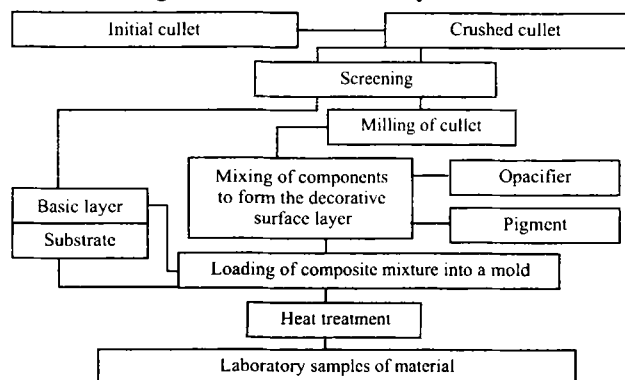 Initial cullet
Crushed cullet
Screening
Milling of cullet
Mixing of components
to form the decorative
surface layer
Opacifier
Pigment
Basic layer
Substrate
Loading of composite mixture into a mold
Heat treatment
Laboratory samples of material